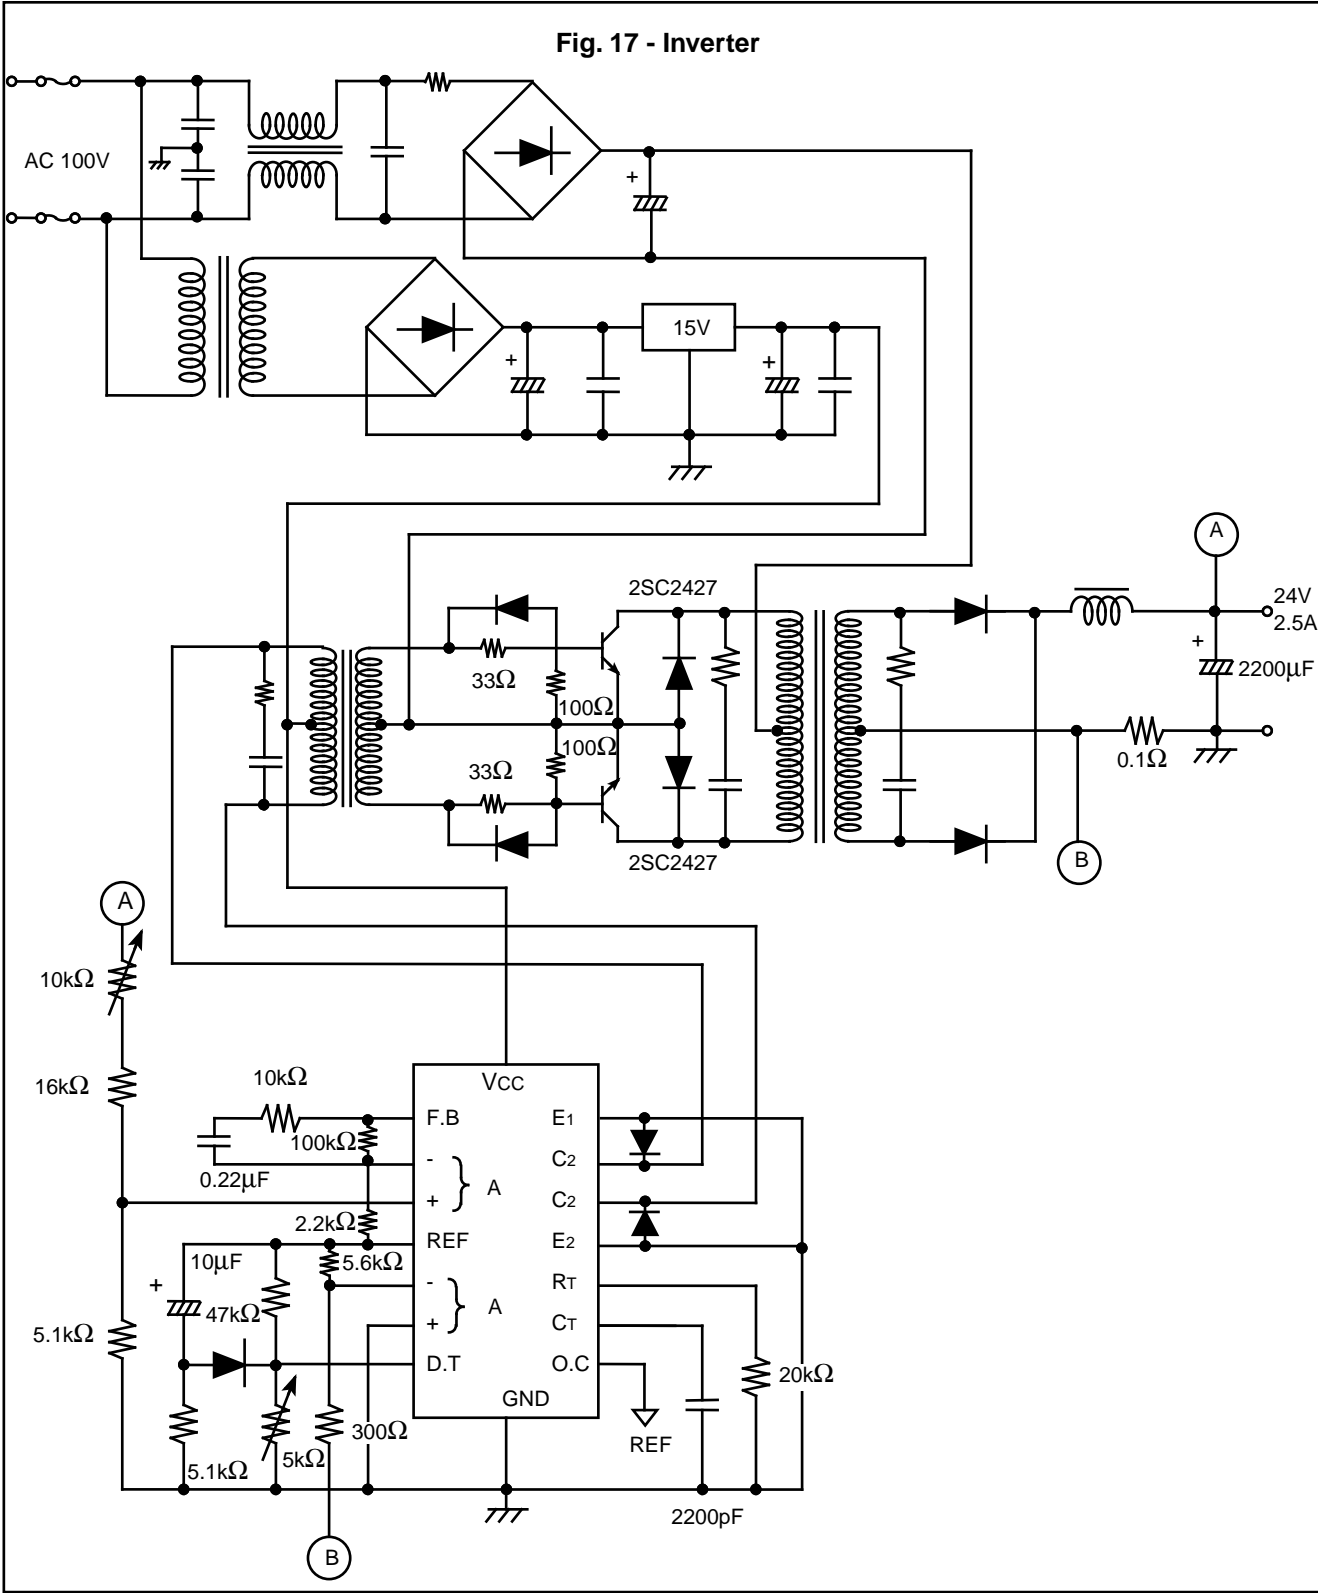 Fig. 17 - Inverter
AC 100V
+
15V
+
+
A
2SC2427
24V
2.5A
+
2200µF
33Ω
100Ω
100Ω
33Ω
0.1Ω
2SC2427
B
A
10kΩ
16kΩ
10kΩ
VCC
F.B
E1
100kΩ
-
C2
0.22µF
A
+
C2
2.2kΩ
REF
E2
10µF
5.6kΩ
+
-
RT
47kΩ
A
5.1kΩ
+
CT
D.T
O.C
20kΩ
GND
300Ω
REF
5.1kΩ
5kΩ
2200pF
B